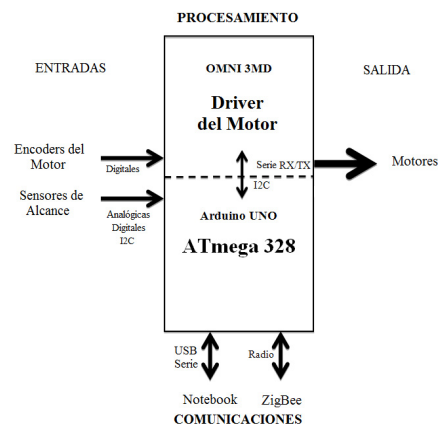 PROCESAMIENTO
ENTRADAS
OMNI 3MD
SALIDA
Driver
del Motor
Encoders del
Motor
Digitales
Serie RX/TX
I2C
Motores
Sensores de
Alcance
Analógicas
Digitales
I2C
Arduino UNO
ATmega 328
USB
Serie
Radio
Notebook
ZigBee
COMUNICACIONES